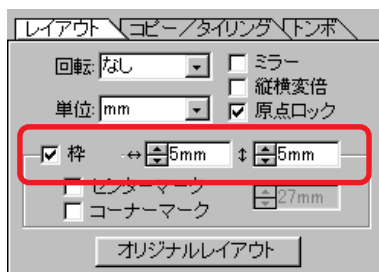 レイアウト コピー/タイリング トンボ
回転: なし ミラー
縦横変倍
単位: mm 原点ロック
枠 ↔ 5mm ↕ 5mm
センターマーク 27mm
コーナーマーク
オリジナルレイアウト